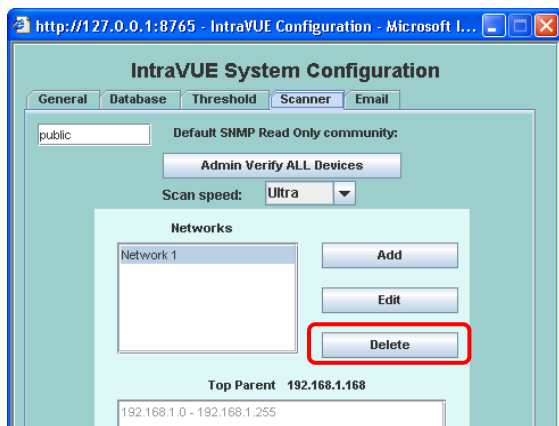 http://127.0.0.1:8765 - IntraVUE Configuration - Microsoft I...
IntraVUE System Configuration
General Database Threshold Scanner Email
public Default SNMP Read Only community:
Admin Verify ALL Devices
Scan speed: Ultra
Networks
Network 1
Add
Edit
Delete
Top Parent 192.168.1.168
192.168.1.0 - 192.168.1.255